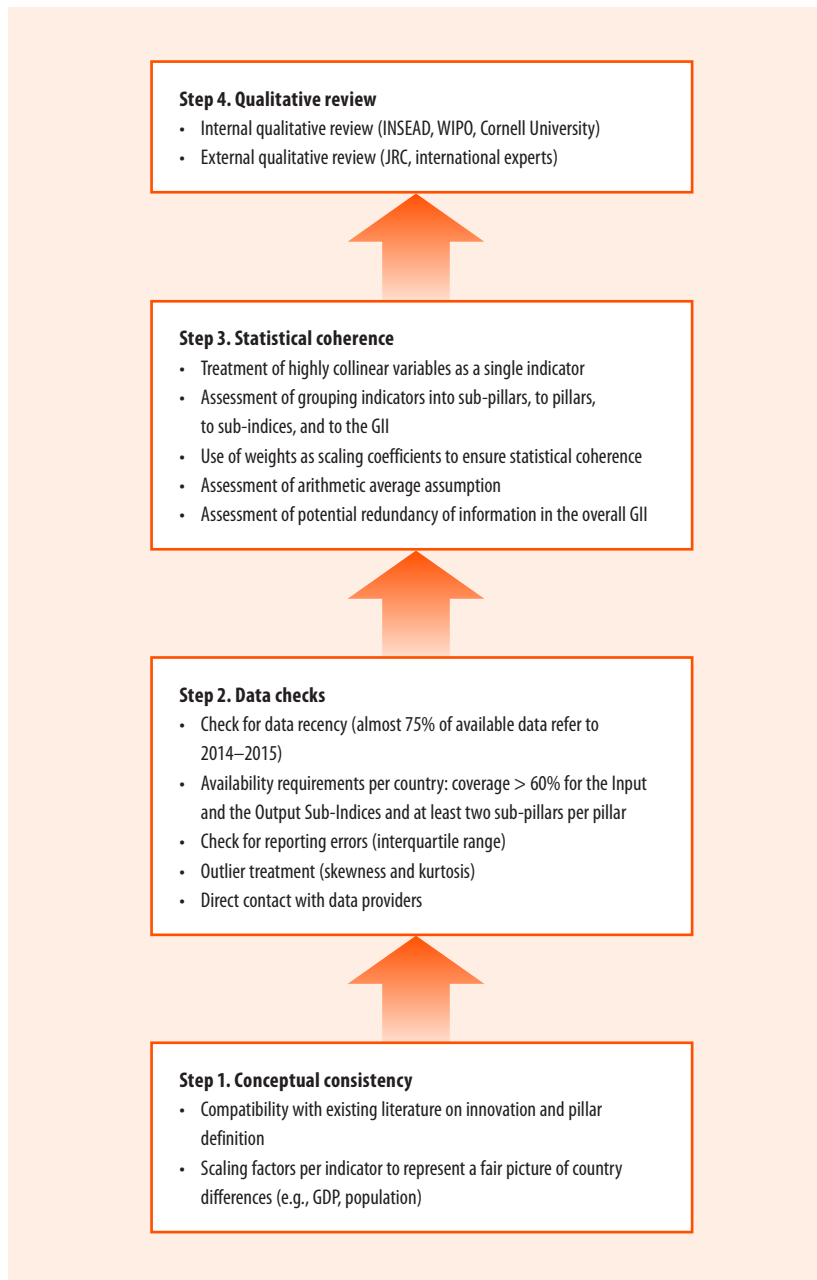 Step 4. Qualitative review
• Internal qualitative review (INSEAD, WIPO, Cornell University)
• External qualitative review (JRC, international experts)
Step 3. Statistical coherence
• Treatment of highly collinear variables as a single indicator
• Assessment of grouping indicators into sub-pillars, to pillars,
to sub-indices, and to the GII
• Use of weights as scaling coefficients to ensure statistical coherence
• Assessment of arithmetic average assumption
• Assessment of potential redundancy of information in the overall GII
Step 2. Data checks
• Check for data recency (almost 75% of available data refer to
2014–2015)
• Availability requirements per country: coverage > 60% for the Input
and the Output Sub-Indices and at least two sub-pillars per pillar
• Check for reporting errors (interquartile range)
• Outlier treatment (skewness and kurtosis)
• Direct contact with data providers
Step 1. Conceptual consistency
• Compatibility with existing literature on innovation and pillar
definition
• Scaling factors per indicator to represent a fair picture of country
differences (e.g., GDP, population)